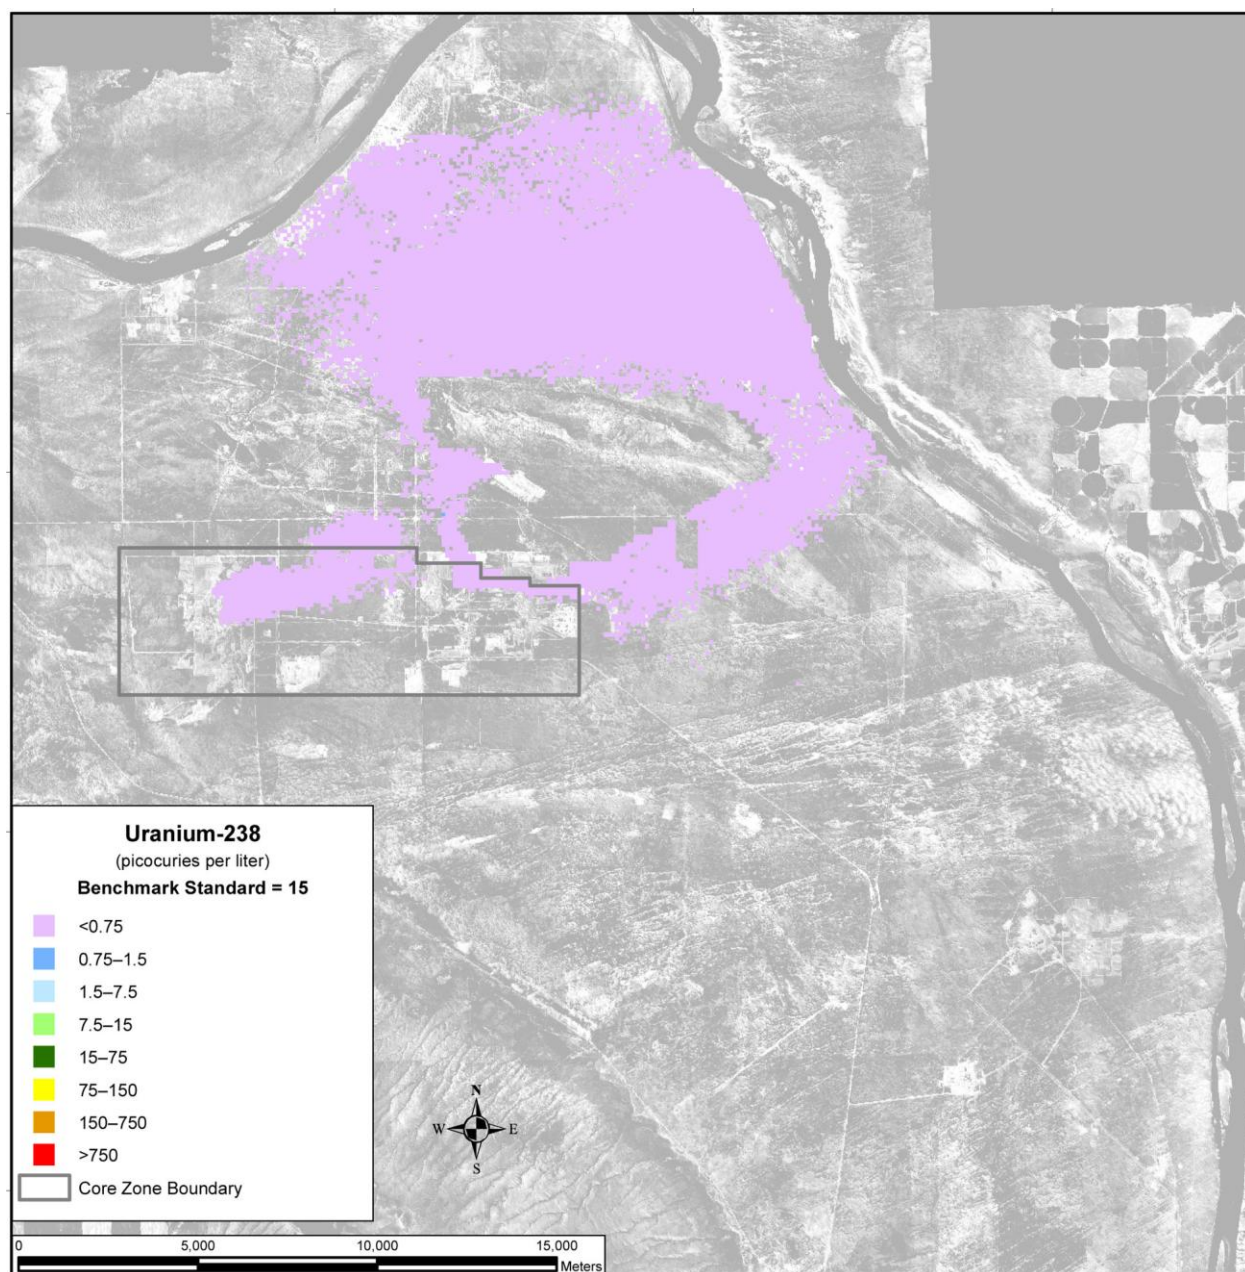 N
W E
S
Uranium-238
(picocuries per liter)
Benchmark Standard = 15
<0.75
0.75–1.5
1.5–7.5
7.5–15
15–75
75–150
150–750
>750
Core Zone Boundary
0 5,000 10,000 15,000
Meters